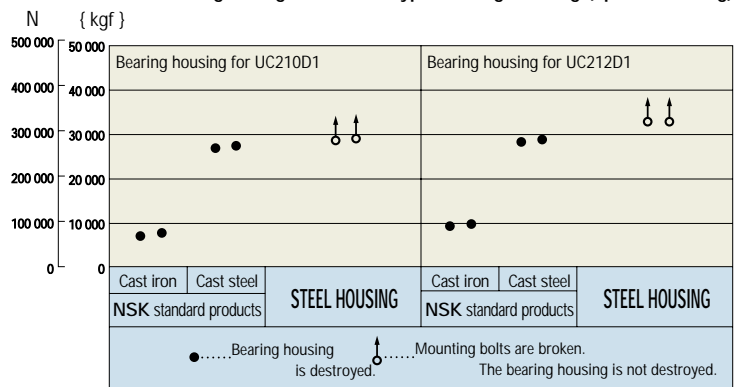 N { kgf }
500 000 50 000
Bearing housing for UC210D1 Bearing housing for UC212D1
400 000 40 000
300 000 30 000
200 000 20 000
100 000 10 000
0 0
Cast iron Cast steel STEEL HOUSING Cast iron Cast steel STEEL HOUSING
NSK standard products NSK standard products
●......Bearing housing is destroyed.
......Mounting bolts are broken.
The bearing housing is not destroyed.